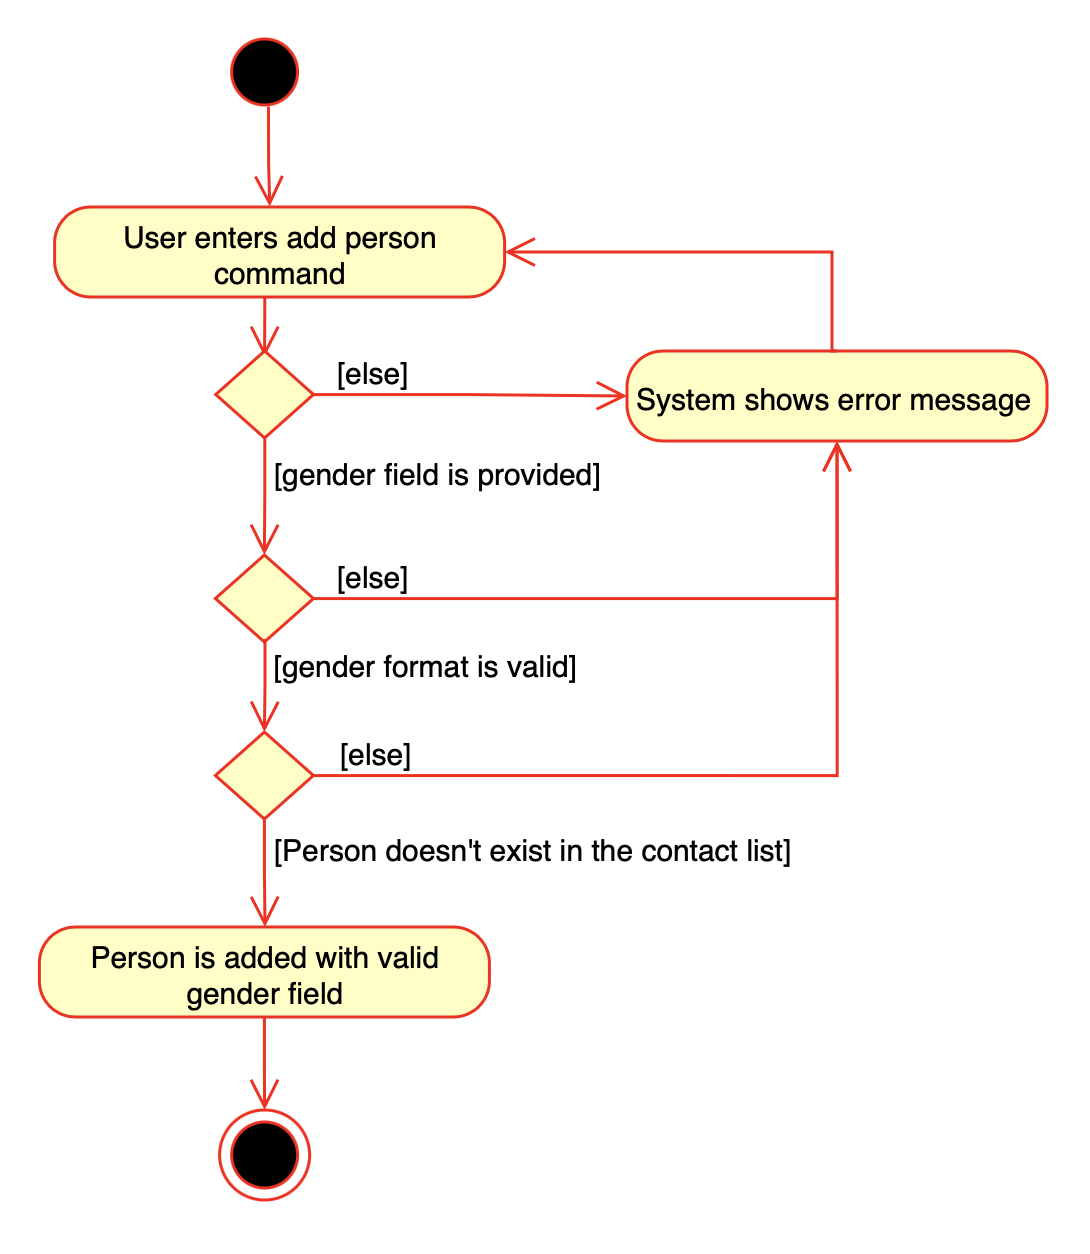 User enters add person
command
[else]
System shows error message
[gender field is provided]
[else]
[gender format is valid]
[else]
[Person doesn't exist in the contact list]
Person is added with valid
gender field